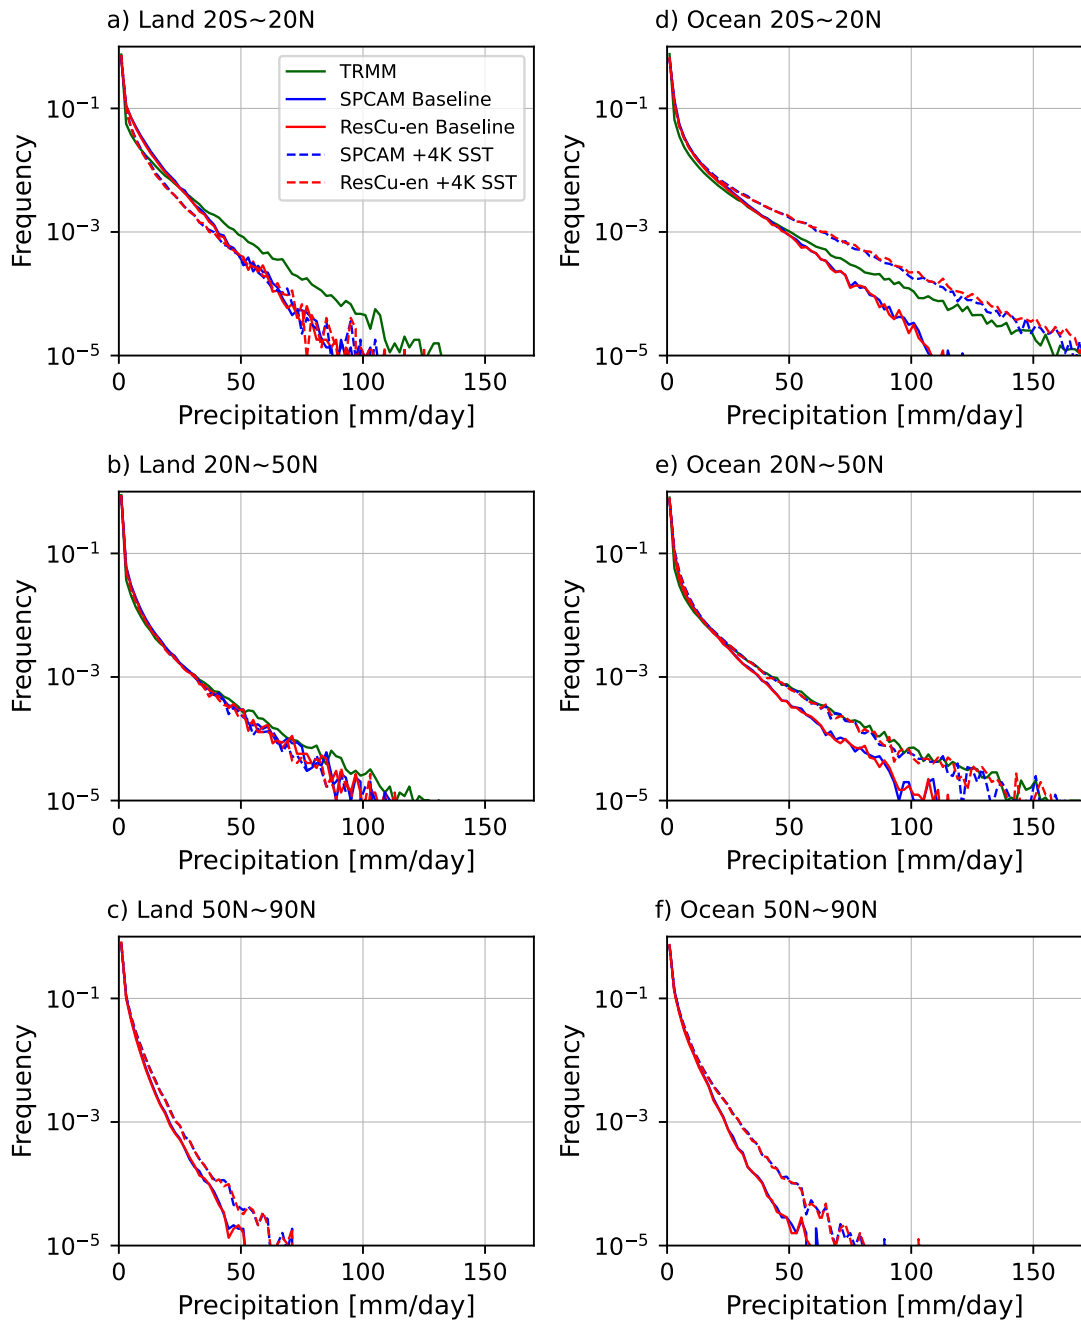 a) Land 20S~20N
10⁻¹
10⁻³
10⁻⁵
0 50 100 150
Frequency
Precipitation [mm/day]
TRMM
SPCAM Baseline
ResCu-en Baseline
SPCAM +4K SST
ResCu-en +4K SST
d) Ocean 20S~20N
10⁻¹
10⁻³
10⁻⁵
0 50 100 150
Frequency
Precipitation [mm/day]
b) Land 20N~50N
10⁻¹
10⁻³
10⁻⁵
0 50 100 150
Frequency
Precipitation [mm/day]
e) Ocean 20N~50N
10⁻¹
10⁻³
10⁻⁵
0 50 100 150
Frequency
Precipitation [mm/day]
c) Land 50N~90N
10⁻¹
10⁻³
10⁻⁵
0 50 100 150
Frequency
Precipitation [mm/day]
f) Ocean 50N~90N
10⁻¹
10⁻³
10⁻⁵
0 50 100 150
Frequency
Precipitation [mm/day]